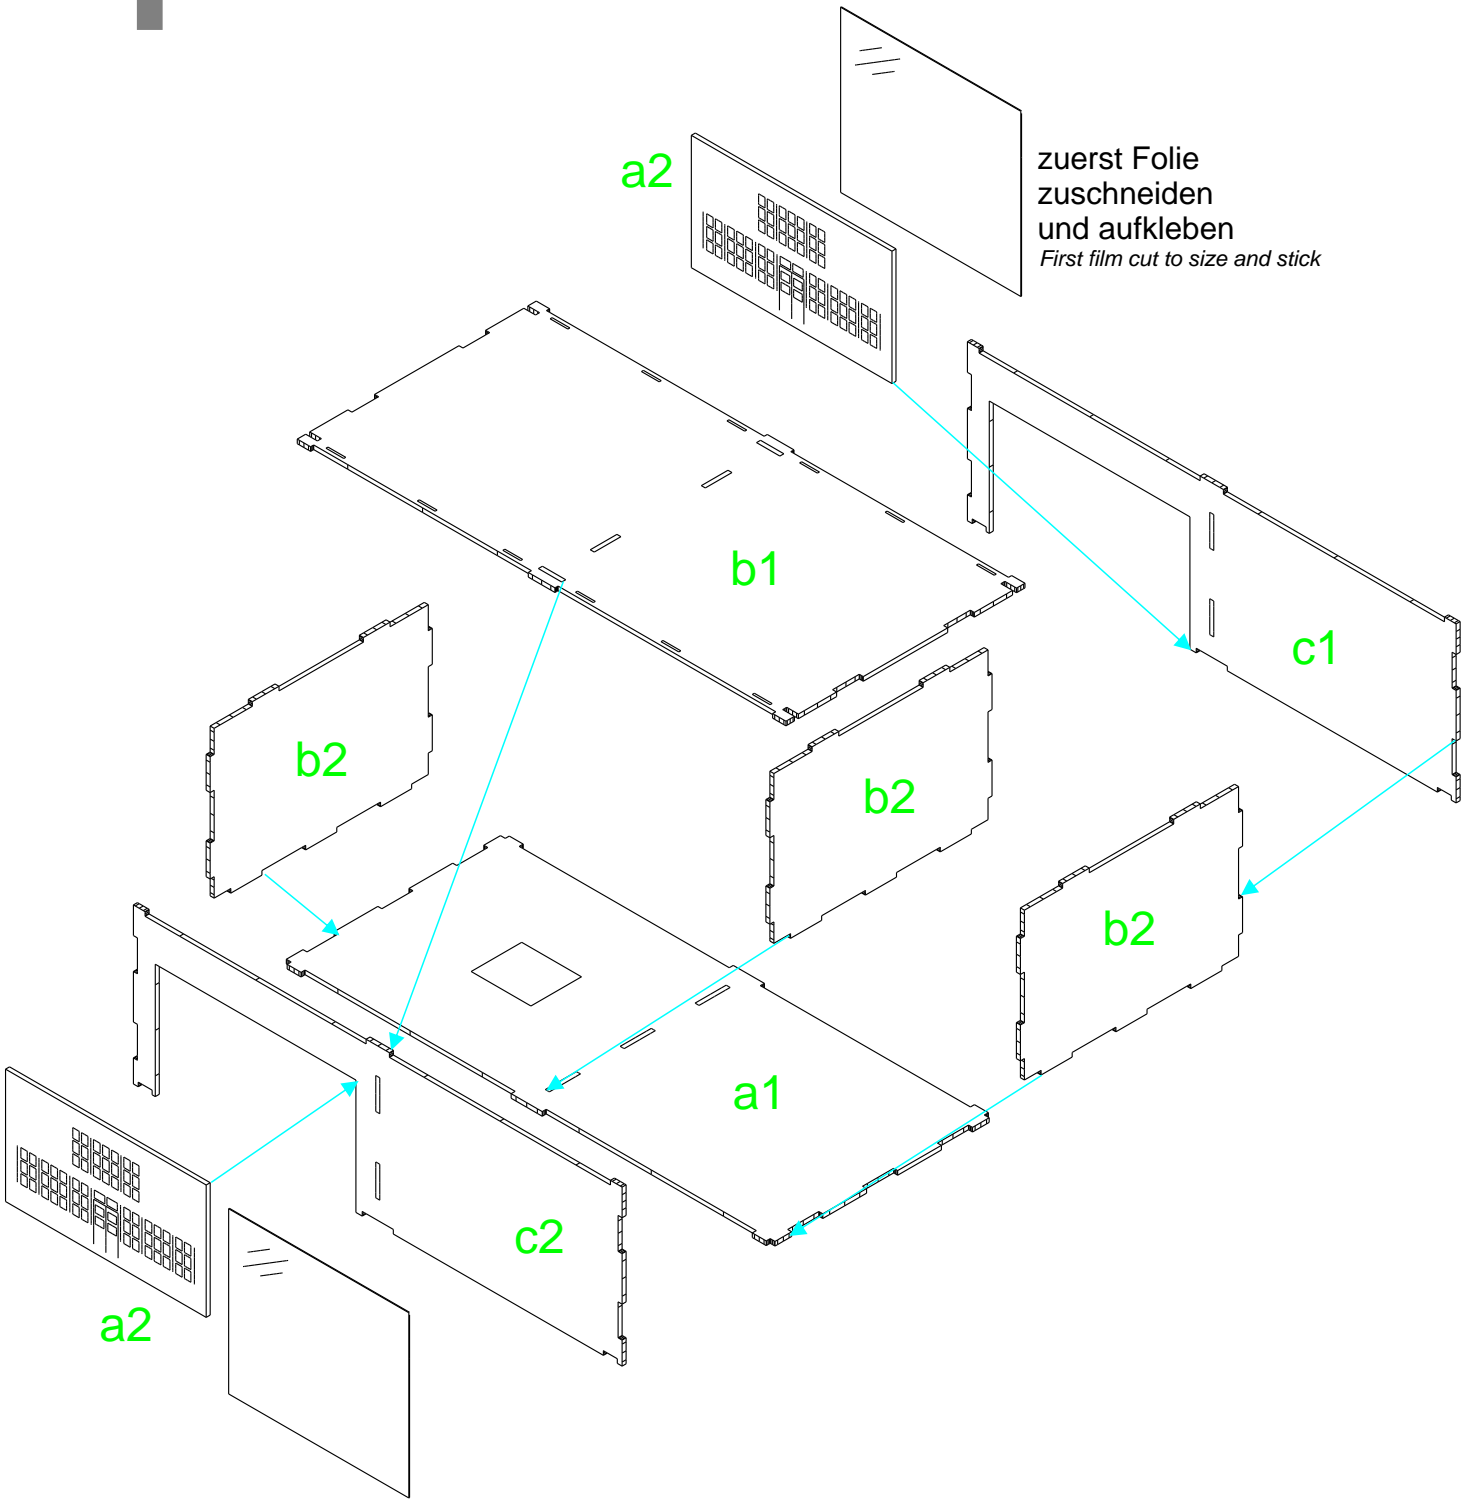 a2
zuerst Folie
zuschneiden
und aufkleben
First film cut to size and stick
b1
c1
b2
b2
b2
a1
c2
a2